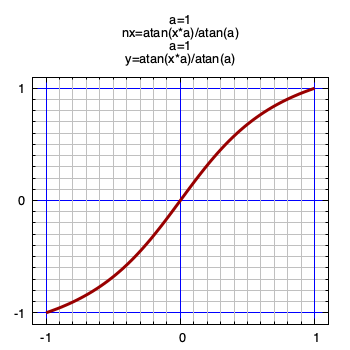 a=1
nx=atan(x*a)/atan(a)
a=1
y=atan(x*a)/atan(a)
1
0
-1
-1 0 1